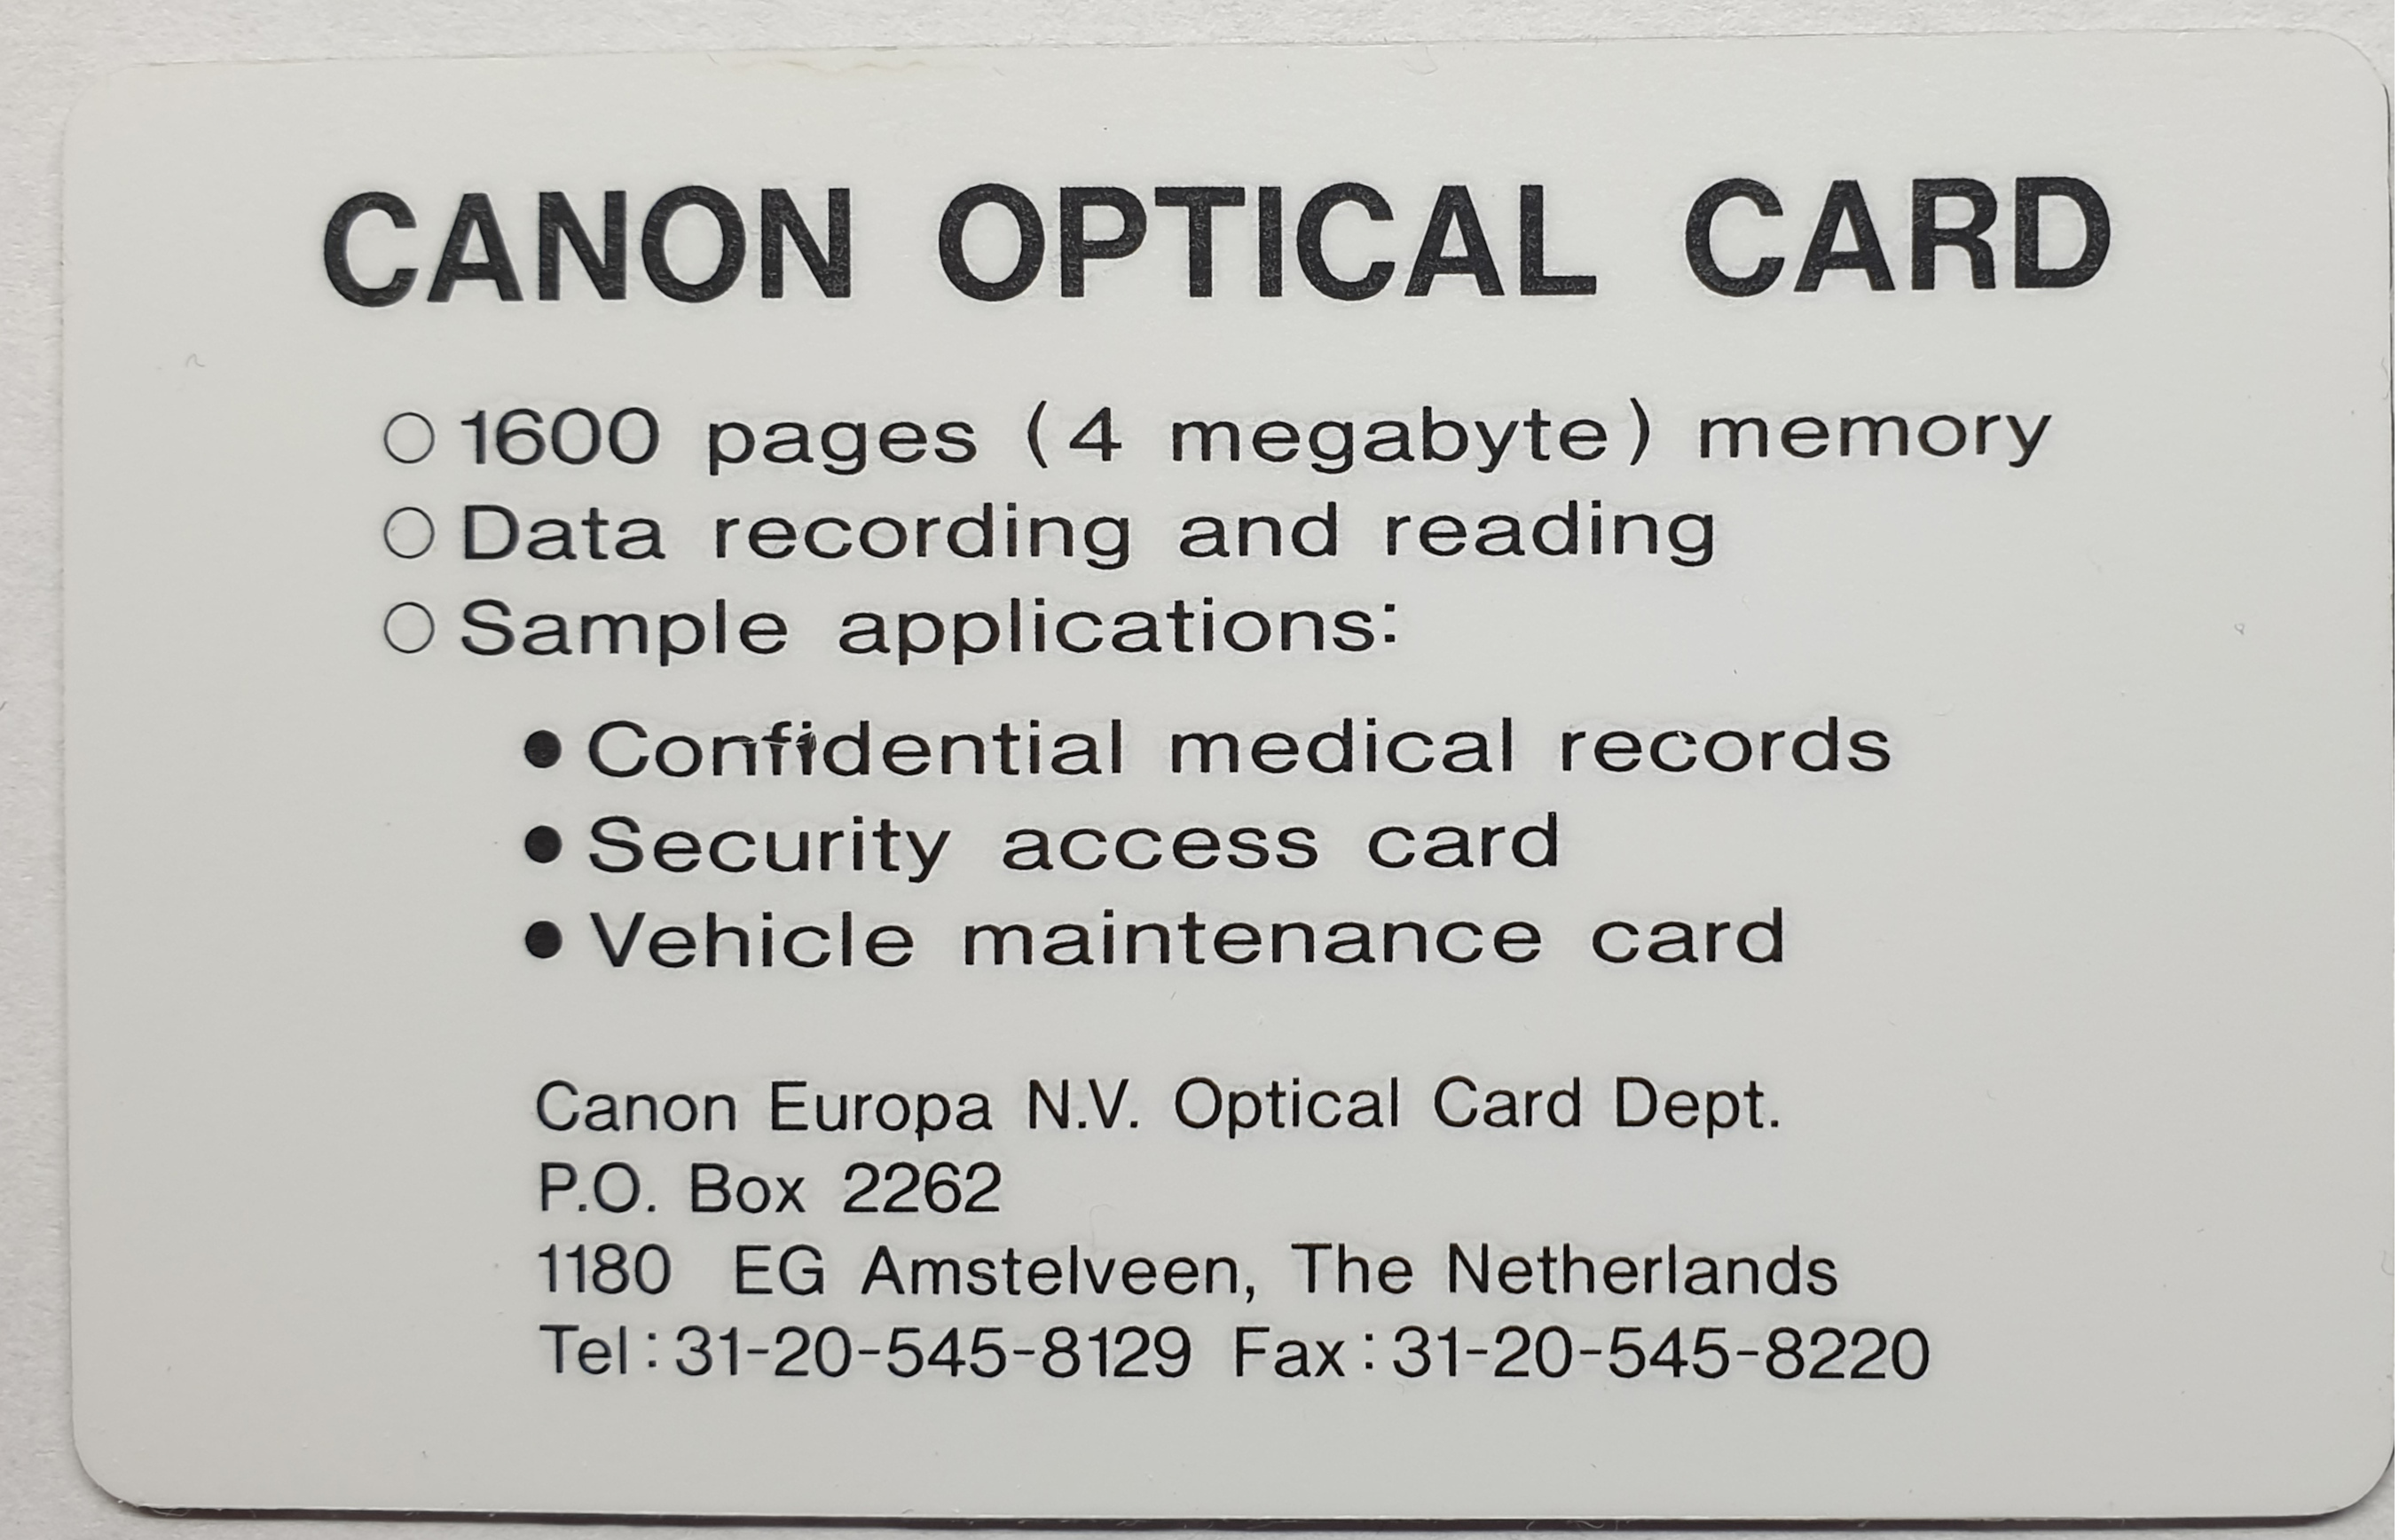 CANON OPTICAL CARD
○ 1600 pages (4 megabyte) memory
○ Data recording and reading
○ Sample applications:
● Confidential medical records
● Security access card
● Vehicle maintenance card
Canon Europa N.V. Optical Card Dept.
P.O. Box 2262
1180 EG Amstelveen, The Netherlands
Tel:31-20-545-8129 Fax:31-20-545-8220